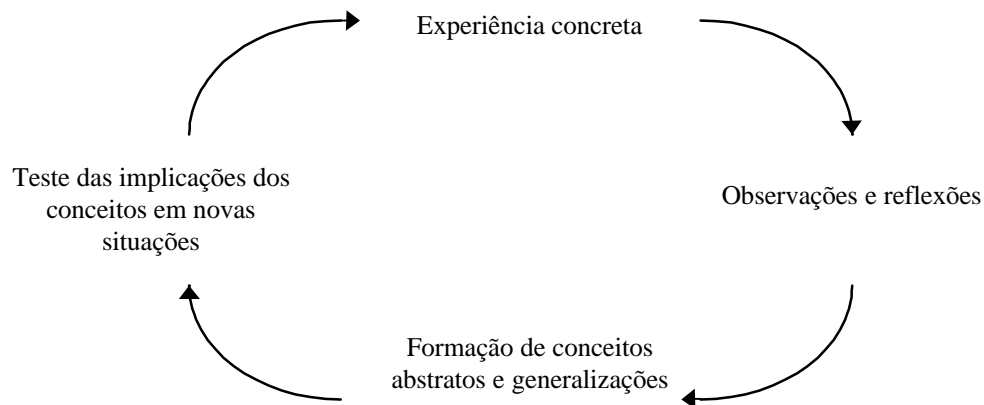 Experiência concreta
Teste das implicações dos
conceitos em novas
situações
Observações e reflexões
Formação de conceitos
abstratos e generalizações